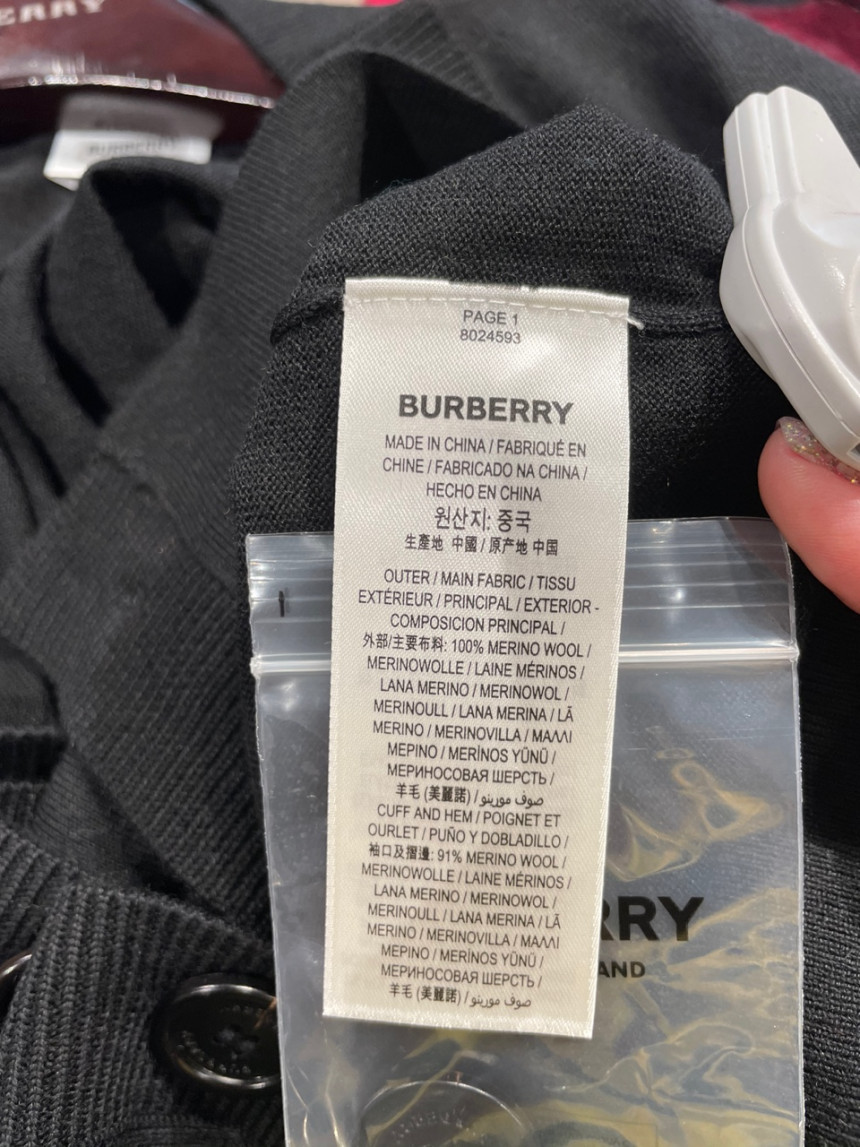 ERRY
PAGE 1
8024593
BURBERRY
MADE IN CHINA / FABRIQUÉ EN
CHINE / FABRICADO NA CHINA /
HECHO EN CHINA
원산지: 중국
生產地 中國 / 原产地 中国
OUTER / MAIN FABRIC / TISSU
EXTÉRIEUR / PRINCIPAL / EXTERIOR -
COMPOSICION PRINCIPAL /
外部/主要布料: 100% MERINO WOOL /
MERINOWOLLE / LAINE MÉRINOS /
LANA MERINO / MERINOWOL /
MERINOULL / LANA MERINA / LÃ
MERINO / MERINOVILLA / ΜΑΛΛΙ
ΜΕΡΙΝΟ / MERİNOS YÜNÜ /
МЕРИНОСОВАЯ ШЕРСТЬ /
羊毛 (美麗諾) / صوف مورينو
CUFF AND HEM / POIGNET ET
OURLET / PUÑO Y DOBLADILLO /
袖口及摺邊: 91% MERINO WOOL /
MERINOWOLLE / LAINE MÉRINOS /
LANA MERINO / MERINOWOL /
MERINOULL / LANA MERINA / LÃ
MERINO / MERINOVILLA / ΜΑΛΛΙ
ΜΕΡΙΝΟ / MERİNOS YÜNÜ /
МЕРИНОСОВАЯ ШЕРСТЬ /
羊毛 (美麗諾) / صوف مورينو
RRY
AND